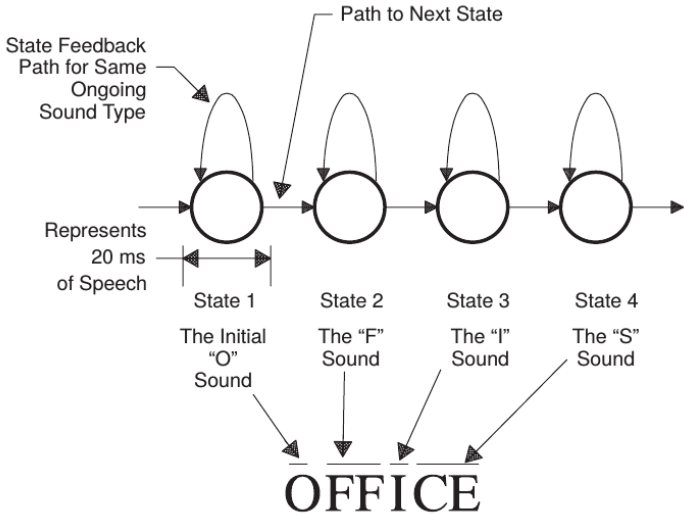 Path to Next State
State Feedback
Path for Same
Ongoing
Sound Type
Represents
20 ms
of Speech
State 1
State 2
State 3
State 4
The Initial
“O”
Sound
The “F”
Sound
The “I”
Sound
The “S”
Sound
OFFICE